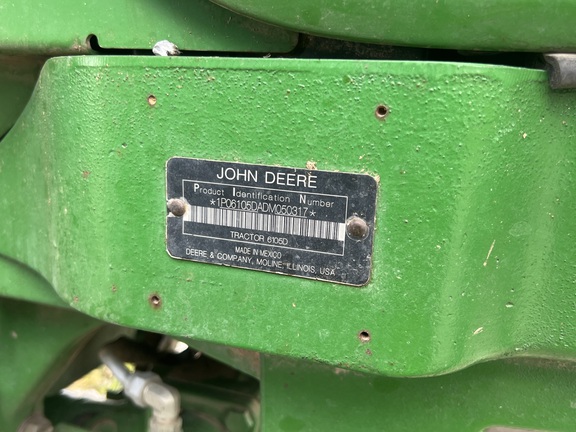 JOHN DEERE
Product Identification Number
*1P06105DADM050317*
TRACTOR 6105D
MADE IN MEXICO
DEERE & COMPANY, MOLINE, ILLINOIS, USA